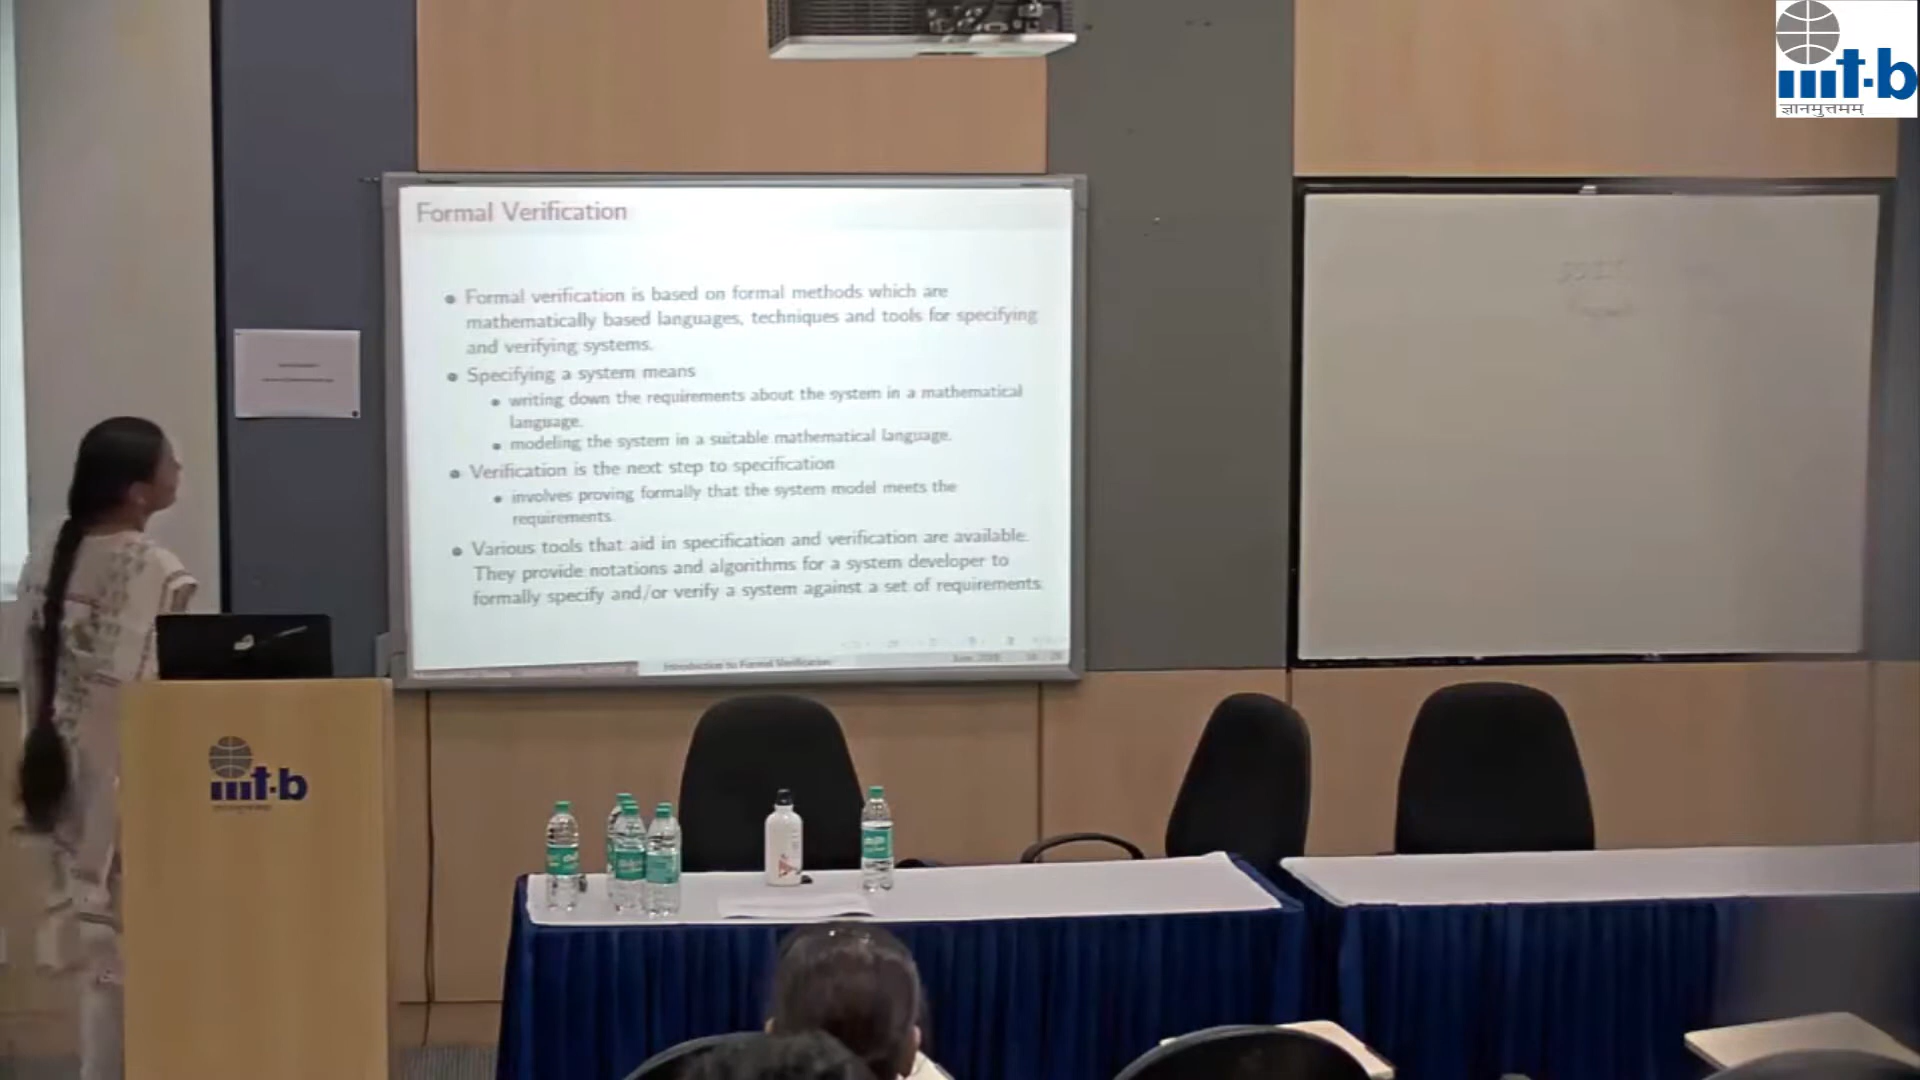 iiit-b
ज्ञानमुत्तमम्
Formal Verification
Formal verification is based on formal methods which are
mathematically based languages, techniques and tools for specifying
and verifying systems.
Specifying a system means
writing down the requirements about the system in a mathematical
language.
modeling the system in a suitable mathematical language.
Verification is the next step to specification
involves proving formally that the system model meets the
requirements.
Various tools that aid in specification and verification are available.
They provide notations and algorithms for a system developer to
formally specify and/or verify a system against a set of requirements.
Introduction to Formal Verification
iiit-b